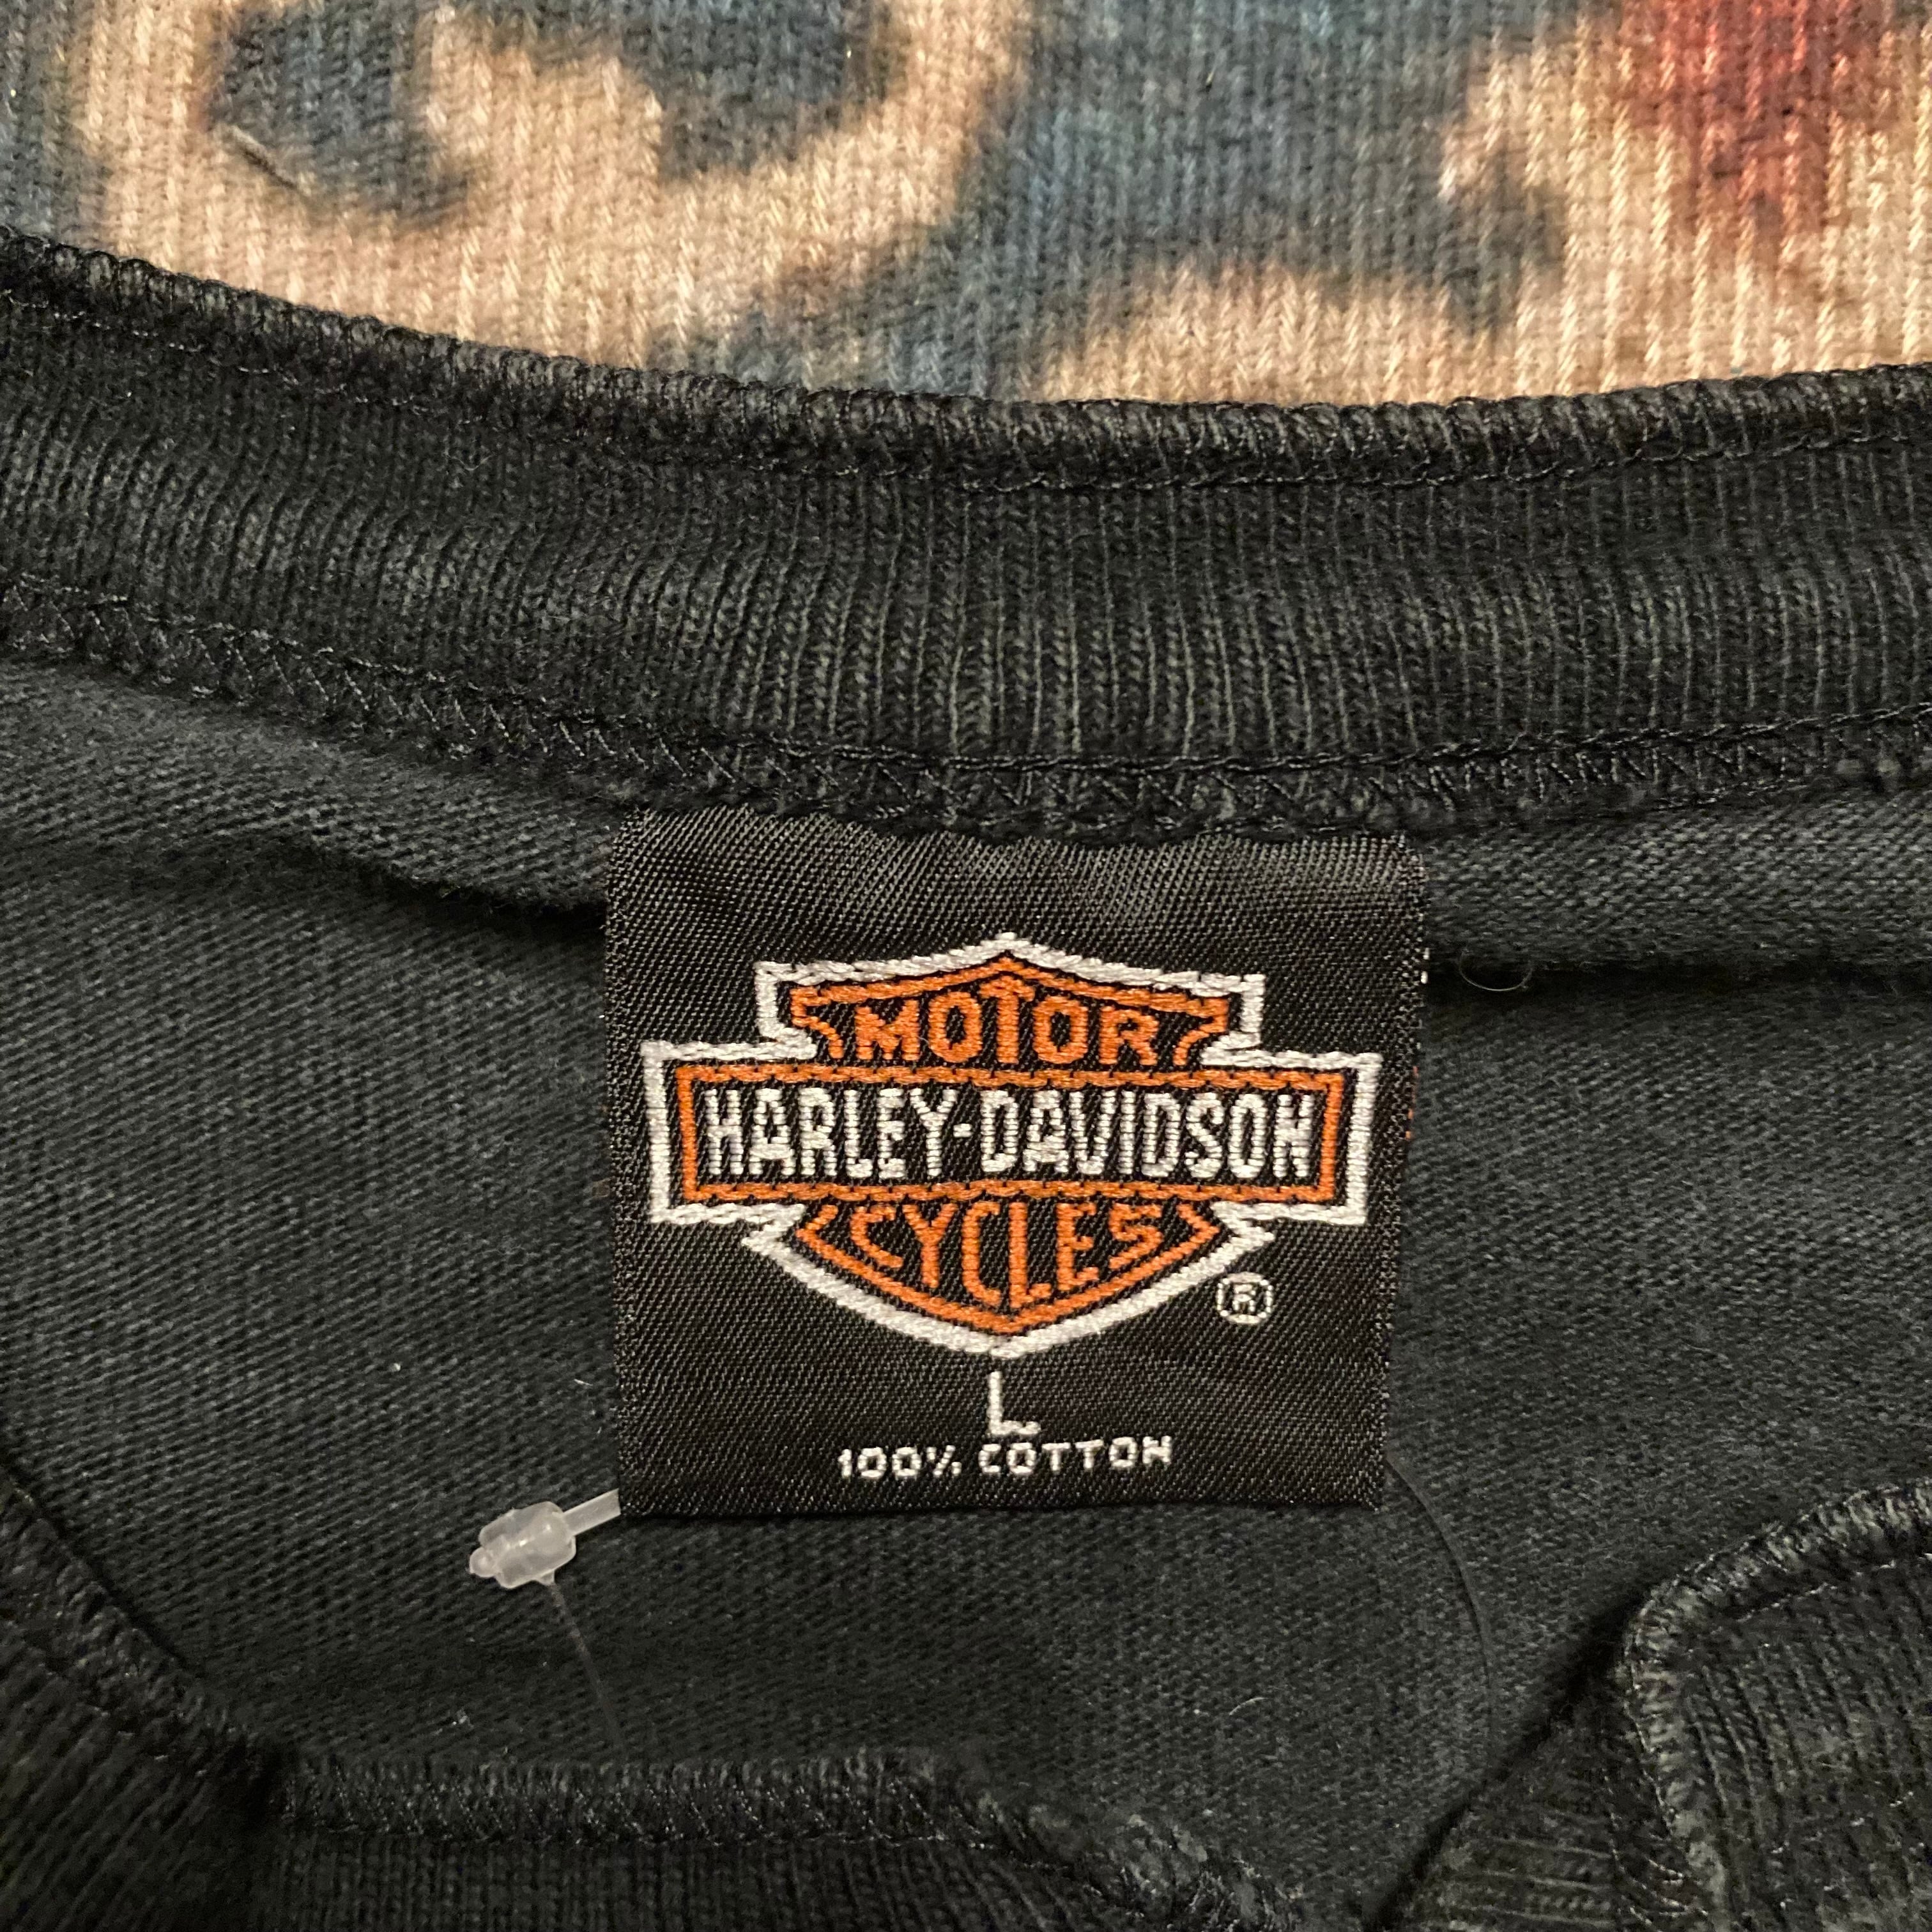 MOTOR
HARLEY-DAVIDSON
CYCLES
®
L
100% COTTON